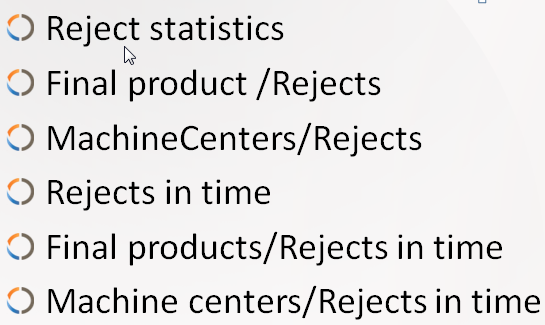 Reject statistics
Final product /Rejects
MachineCenters/Rejects
Rejects in time
Final products/Rejects in time
Machine centers/Rejects in time